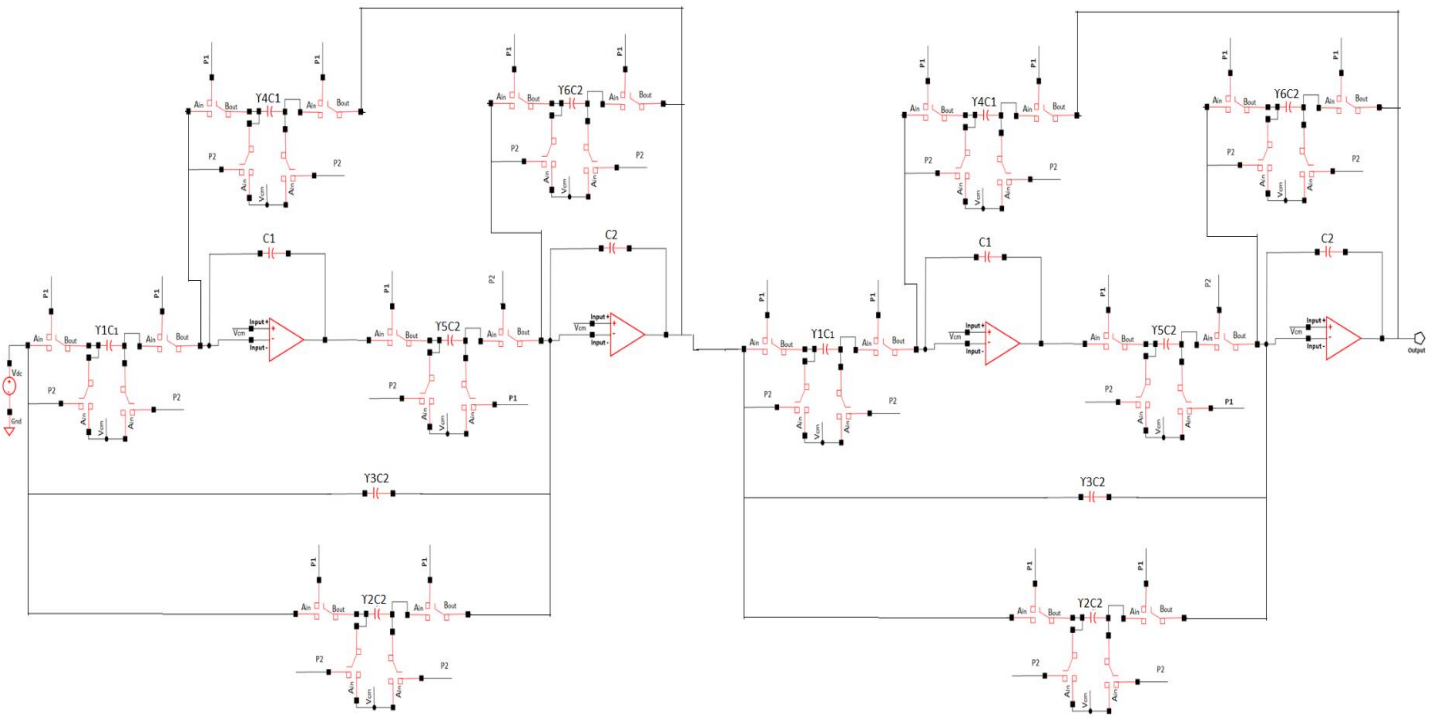 P1 P1 P1 P1 P1 P1 P1 P1
Ain Bout Y4C1 Ain Bout Ain Bout Y6C2 Ain Bout Ain Bout Y4C1 Ain Bout Ain Bout Y6C2 Ain Bout
P2 P2 P2 P2 P2 P2 P2 P2
Ain Vcm Ain Ain Vcm Ain Ain Vcm Ain Ain Vcm Ain
C1 C2 C1 C2
P1 P1 P1 P2 P1 P1 P1 P2
Input+ Input+ Input+ Input+
Vcm Vcm Vcm Vcm
+ + + +
- - - -
Input- Input- Input- Input-
Ain Bout Y1C1 Ain Bout Ain Bout Y5C2 Ain Bout Ain Bout Y1C1 Ain Bout Ain Bout Y5C2 Ain Bout
Output
Vdc
Gnd
P2 P2 P2 P1 P2 P2 P2 P1
Ain Vcm Ain Ain Vcm Ain Ain Vcm Ain Ain Vcm Ain
Y3C2 Y3C2
P1 P1 P1 P1
Ain Bout Y2C2 Ain Bout Ain Bout Y2C2 Ain Bout
P2 P2 P2 P2
Ain Vcm Ain Ain Vcm Ain